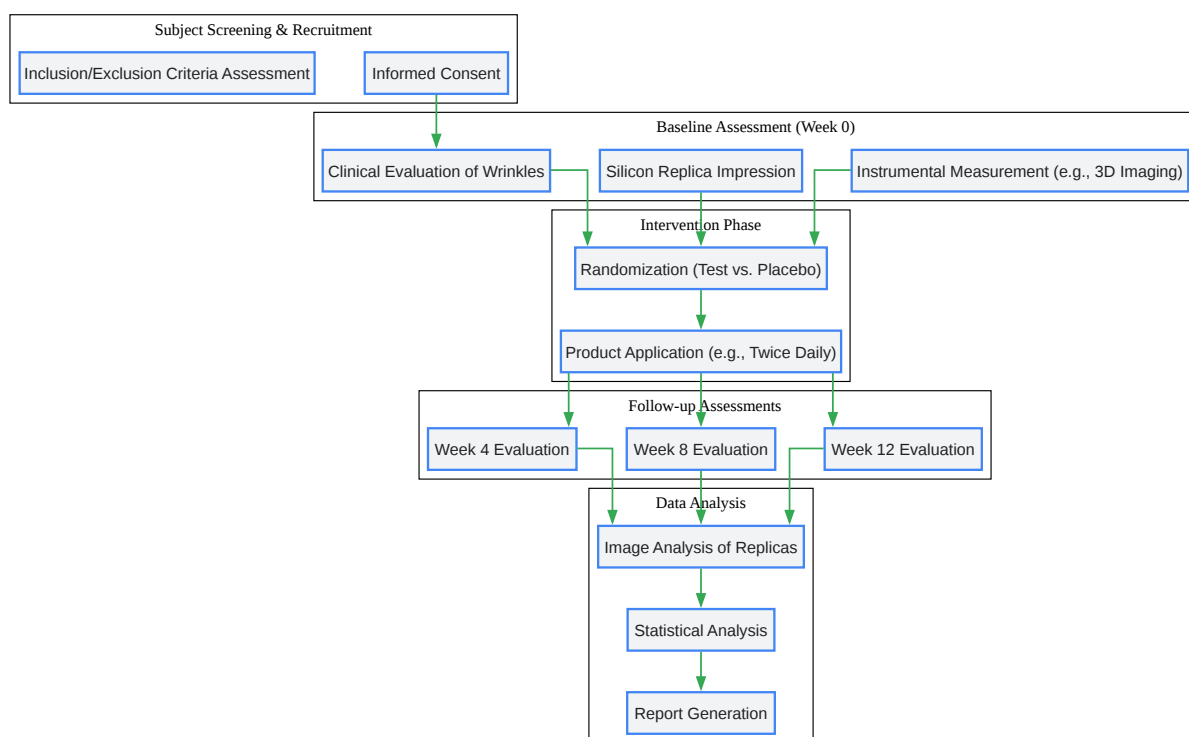 Subject Screening & Recruitment
Inclusion/Exclusion Criteria Assessment
Informed Consent
Baseline Assessment (Week 0)
Clinical Evaluation of Wrinkles
Silicon Replica Impression
Instrumental Measurement (e.g., 3D Imaging)
Intervention Phase
Randomization (Test vs. Placebo)
Product Application (e.g., Twice Daily)
Follow-up Assessments
Week 4 Evaluation
Week 8 Evaluation
Week 12 Evaluation
Data Analysis
Image Analysis of Replicas
Statistical Analysis
Report Generation